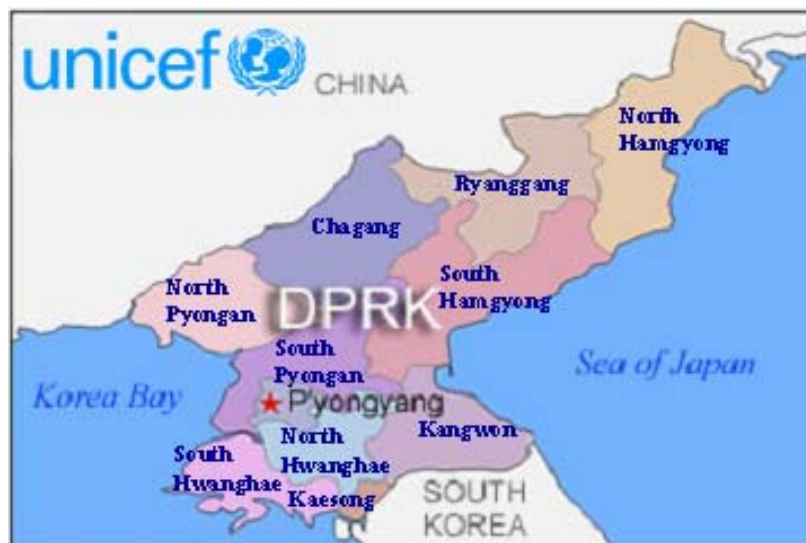 unicef
CHINA
North
Hamgyong
Ryanggang
Chagang
South
Hamgyong
North
Pyongan
DPRK
South
Pyongan
Sea of Japan
Korea Bay
P'yongyang
Kangwon
North
Hwanghae
South
Hwanghae
Kaesong
SOUTH
KOREA